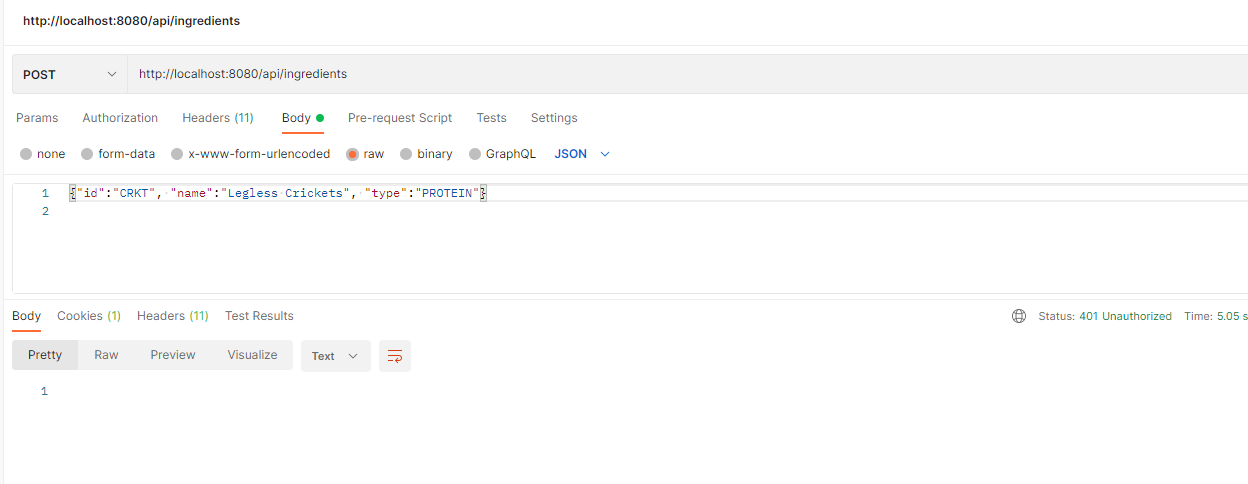 http://localhost:8080/api/ingredients
POST http://localhost:8080/api/ingredients
Params Authorization Headers (11) Body Pre-request Script Tests Settings
none form-data x-www-form-urlencoded raw binary GraphQL JSON
1 {"id":"CRKT", "name":"Legless Crickets", "type":"PROTEIN"}
2
Body Cookies (1) Headers (11) Test Results Status: 401 Unauthorized Time: 5.05 s
Pretty Raw Preview Visualize Text
1